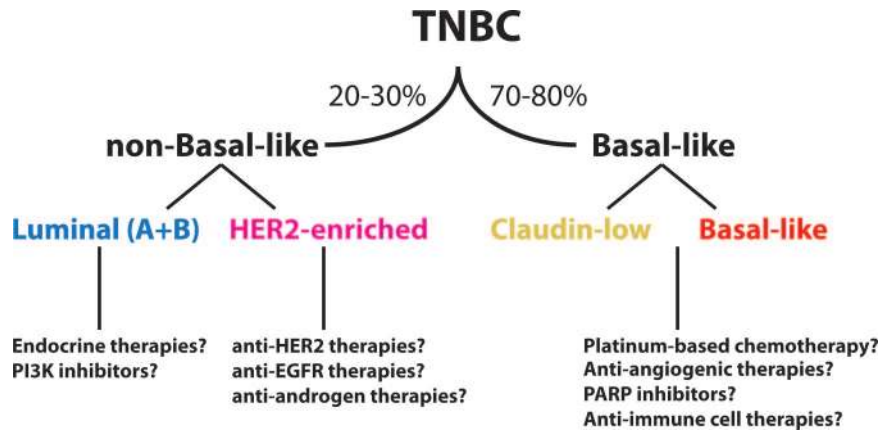 TNBC
20-30% 70-80%
non-Basal-like Basal-like
Luminal (A+B) HER2-enriched Claudin-low Basal-like
Endocrine therapies?
PI3K inhibitors?
anti-HER2 therapies?
anti-EGFR therapies?
anti-androgen therapies?
Platinum-based chemotherapy?
Anti-angiogenic therapies?
PARP inhibitors?
Anti-immune cell therapies?